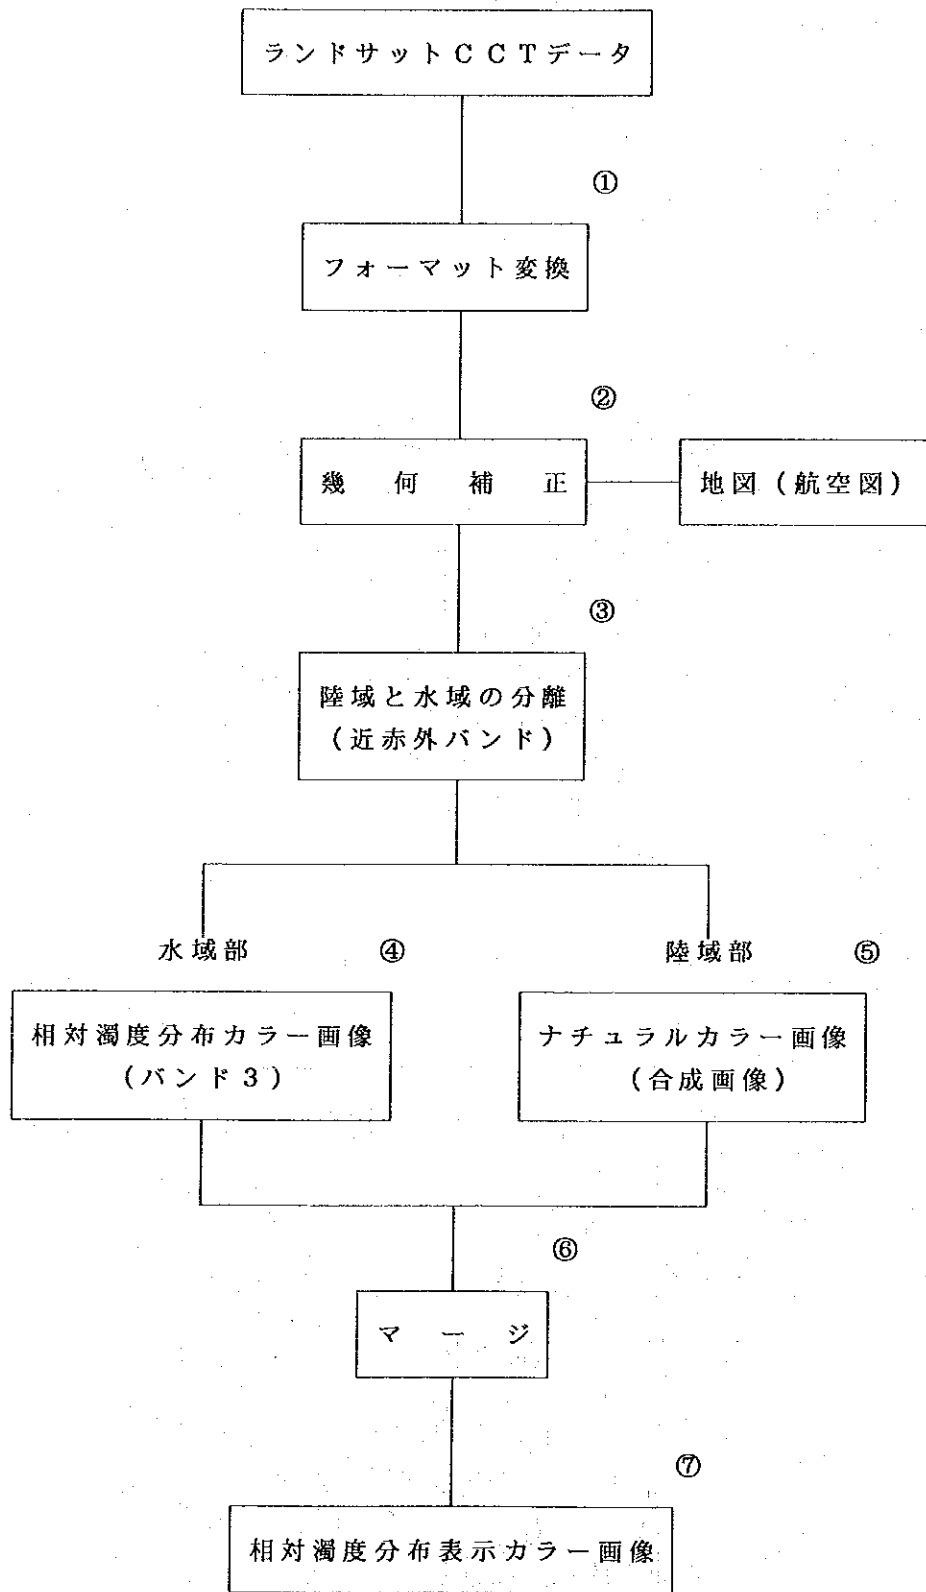 ランドサットCCTデータ
①
フォーマット変換
②
幾何補正
地図(航空図)
③
陸域と水域の分離
(近赤外バンド)
水域部
④
陸域部
⑤
相対濁度分布カラー画像
(バンド3)
ナチュラルカラー画像
(合成画像)
⑥
マージ
⑦
相対濁度分布表示カラー画像